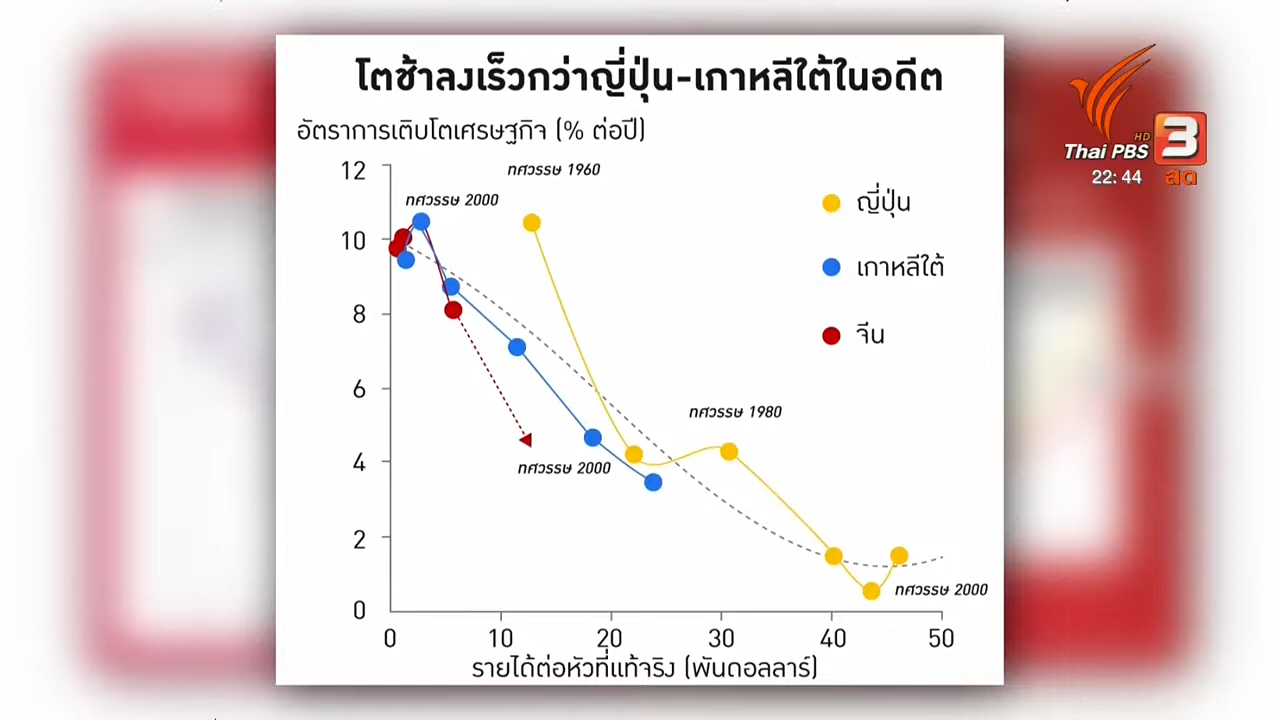 โตช้าลงเร็วกว่าญี่ปุ่น-เกาหลีใต้ในอดีต
อัตราการเติบโตเศรษฐกิจ (% ต่อปี)
HD
Thai PBS 3
22:44 สด
12
10
8
6
4
2
0
ทศวรรษ 1960
ทศวรรษ 2000
ญี่ปุ่น
เกาหลีใต้
จีน
ทศวรรษ 1980
ทศวรรษ 2000
ทศวรรษ 2000
0 10 20 30 40 50
รายได้ต่อหัวที่แท้จริง (พันดอลลาร์)